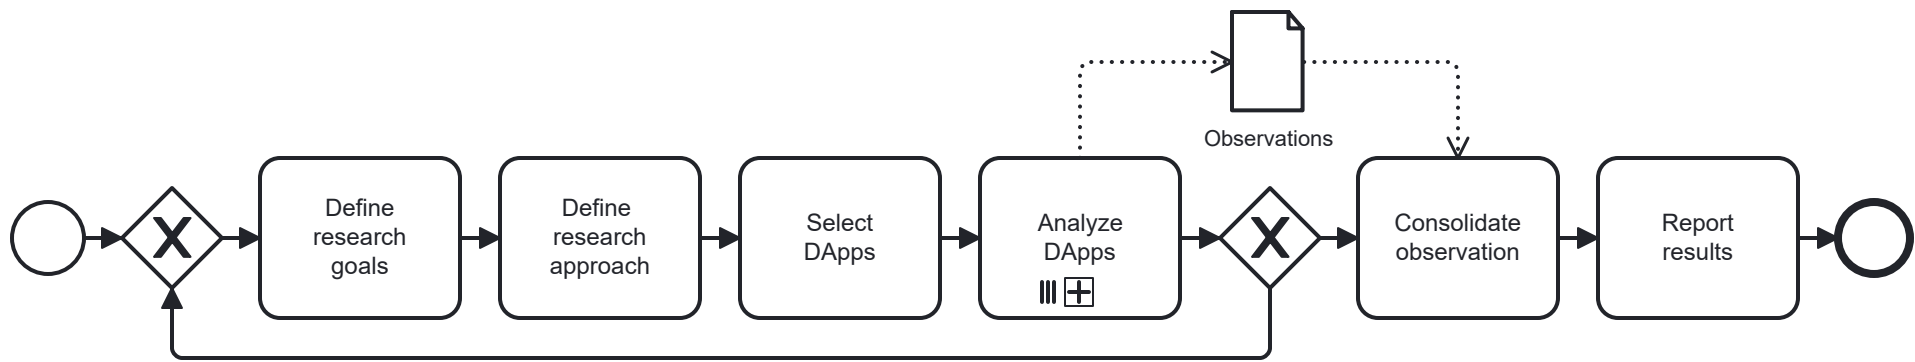 Observations
Define
research
goals
Define
research
approach
Select
DApps
Analyze
DApps
Consolidate
observation
Report
results